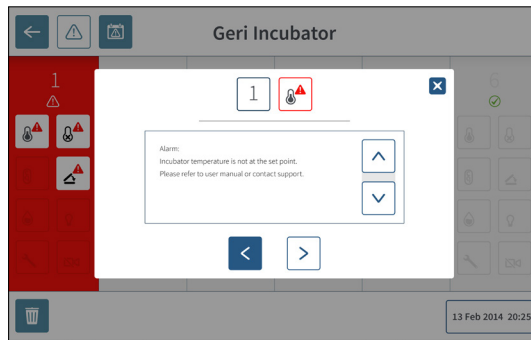 Geri Incubator
1
6
1
Alarm:
Incubator temperature is not at the set point.
Please refer to user manual or contact support.
13 Feb 2014 20:25